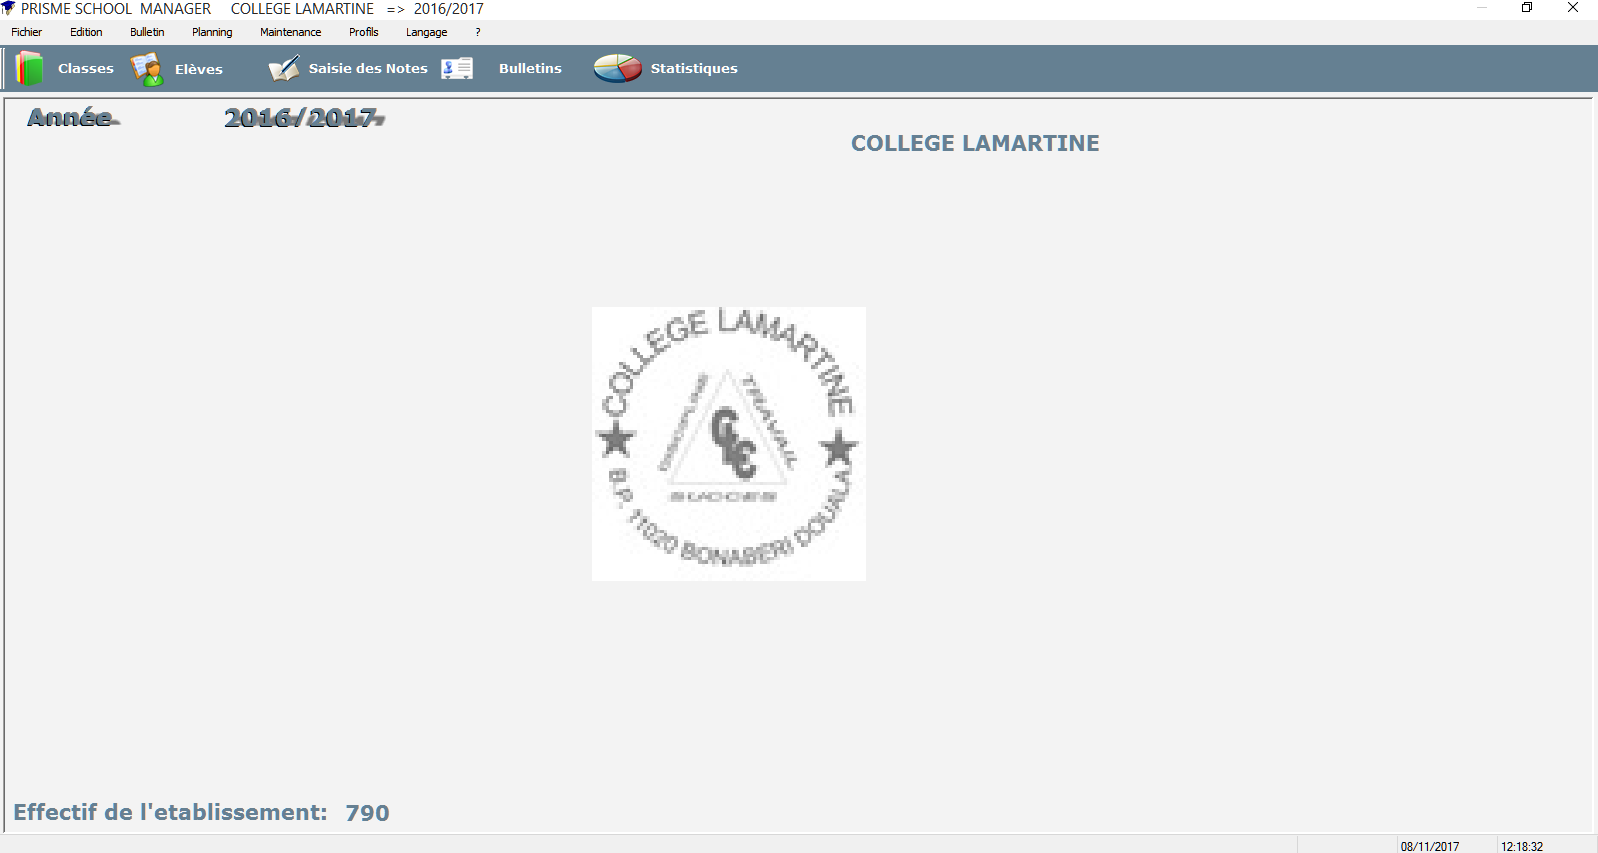 PRISME SCHOOL MANAGER COLLEGE LAMARTINE => 2016/2017
Fichier Edition Bulletin Planning Maintenance Profils Langage ?
Classes Elèves Saisie des Notes Bulletins Statistiques
Année 2016/2017
COLLEGE LAMARTINE
COLLEGE LAMARTINE
DISCIPLINE
TRAVAIL
SUCCES
B.P. 11020 BONABERI DOUALA
Effectif de l'etablissement: 790
08/11/2017 12:18:32